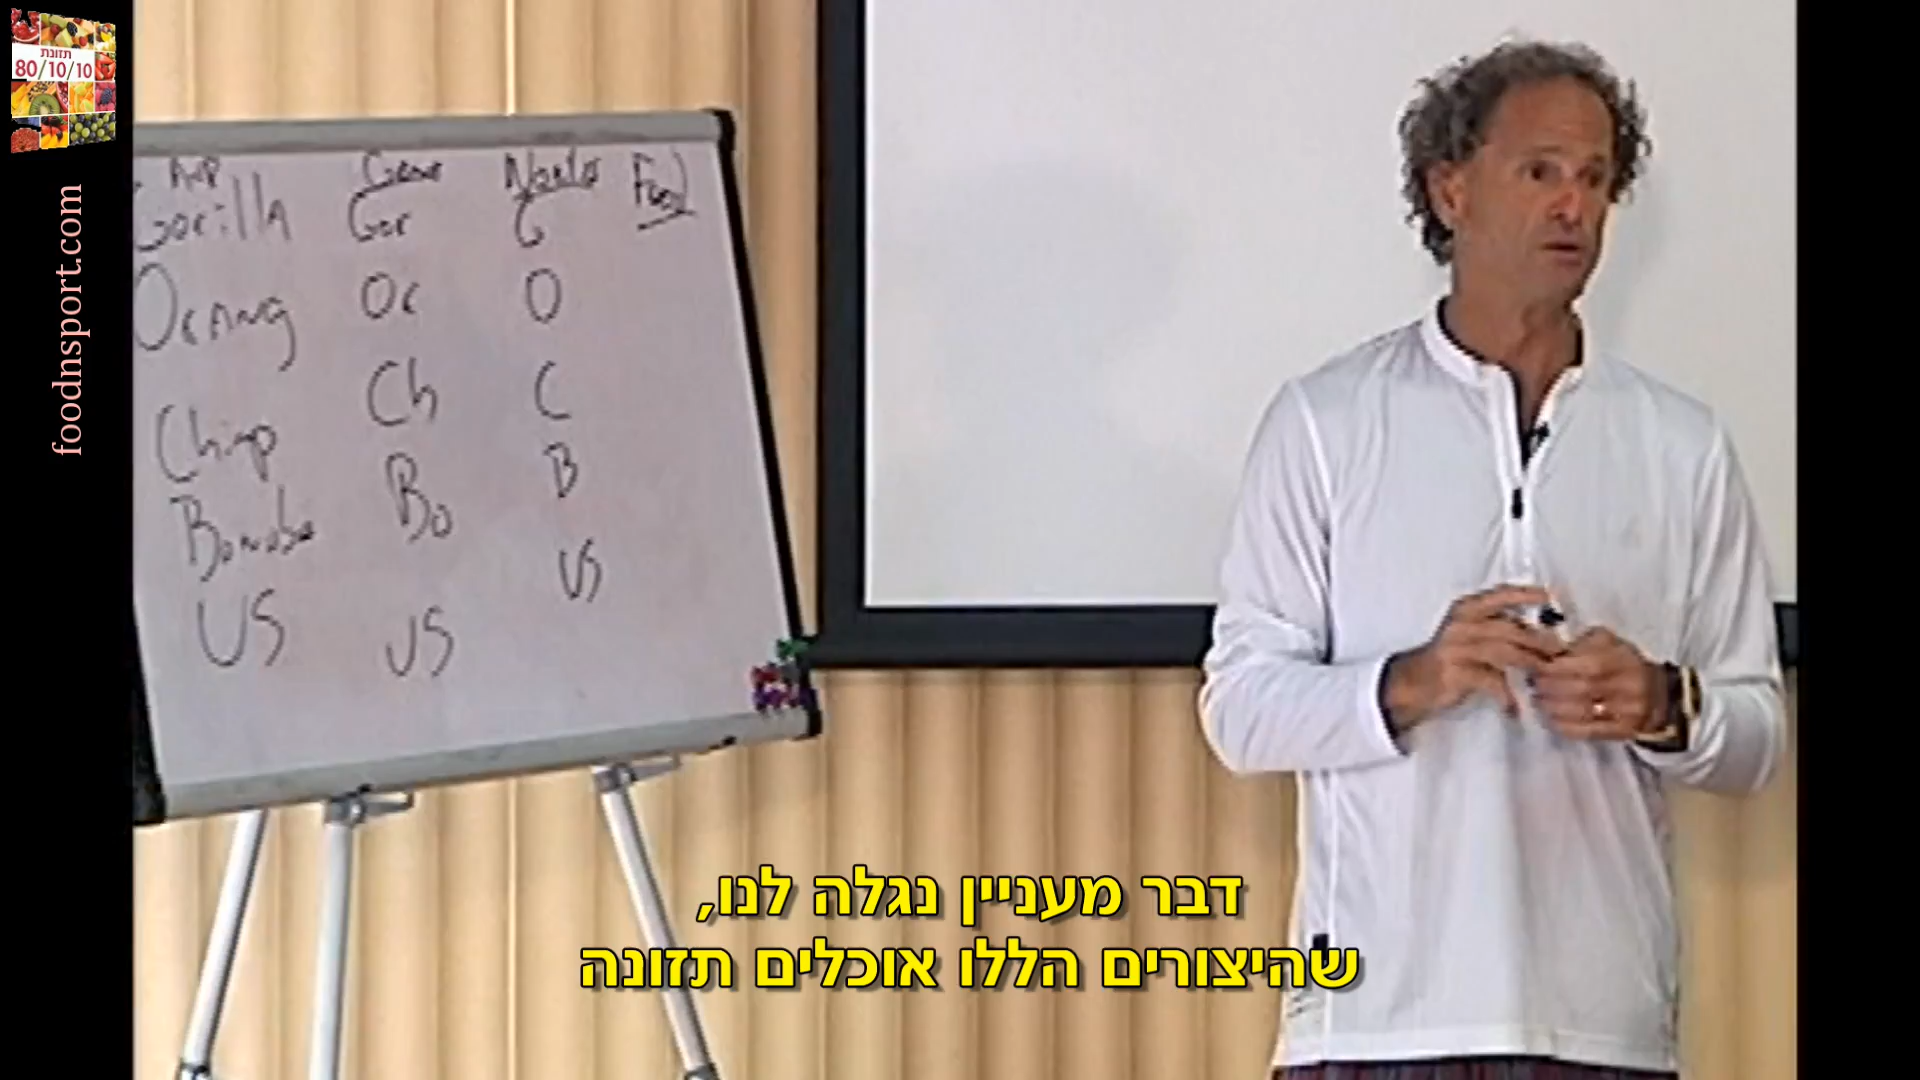 תזונת
80/10/10
foodnsport.com
Gorilla Gor G Food
Orang Or O
Chimp Ch C
Bonobo Bo B
US US US
דבר מעניין נגלה לנו,
שהיצורים הללו אוכלים תזונה